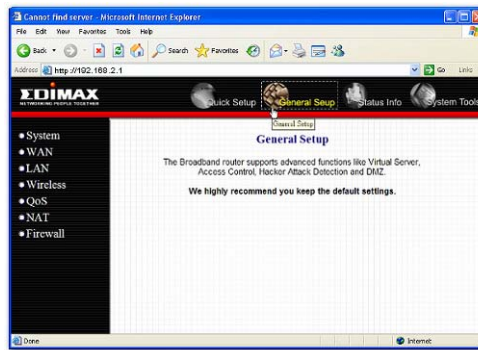 Cannot find server - Microsoft Internet Explorer
File Edit View Favorites Tools Help
Back Search Favorites
Address http://192.168.2.1 Go Links
EDIMAX
NETWORKING PEOPLE TOGETHER
Quick Setup General Seup Status Info System Tools
General Setup
System
WAN
LAN
Wireless
QoS
NAT
Firewall
General Setup
The Broadband router supports advanced functions like Virtual Server,
Access Control, Hacker Attack Detection and DMZ.
We highly recommend you keep the default settings.
Done Internet